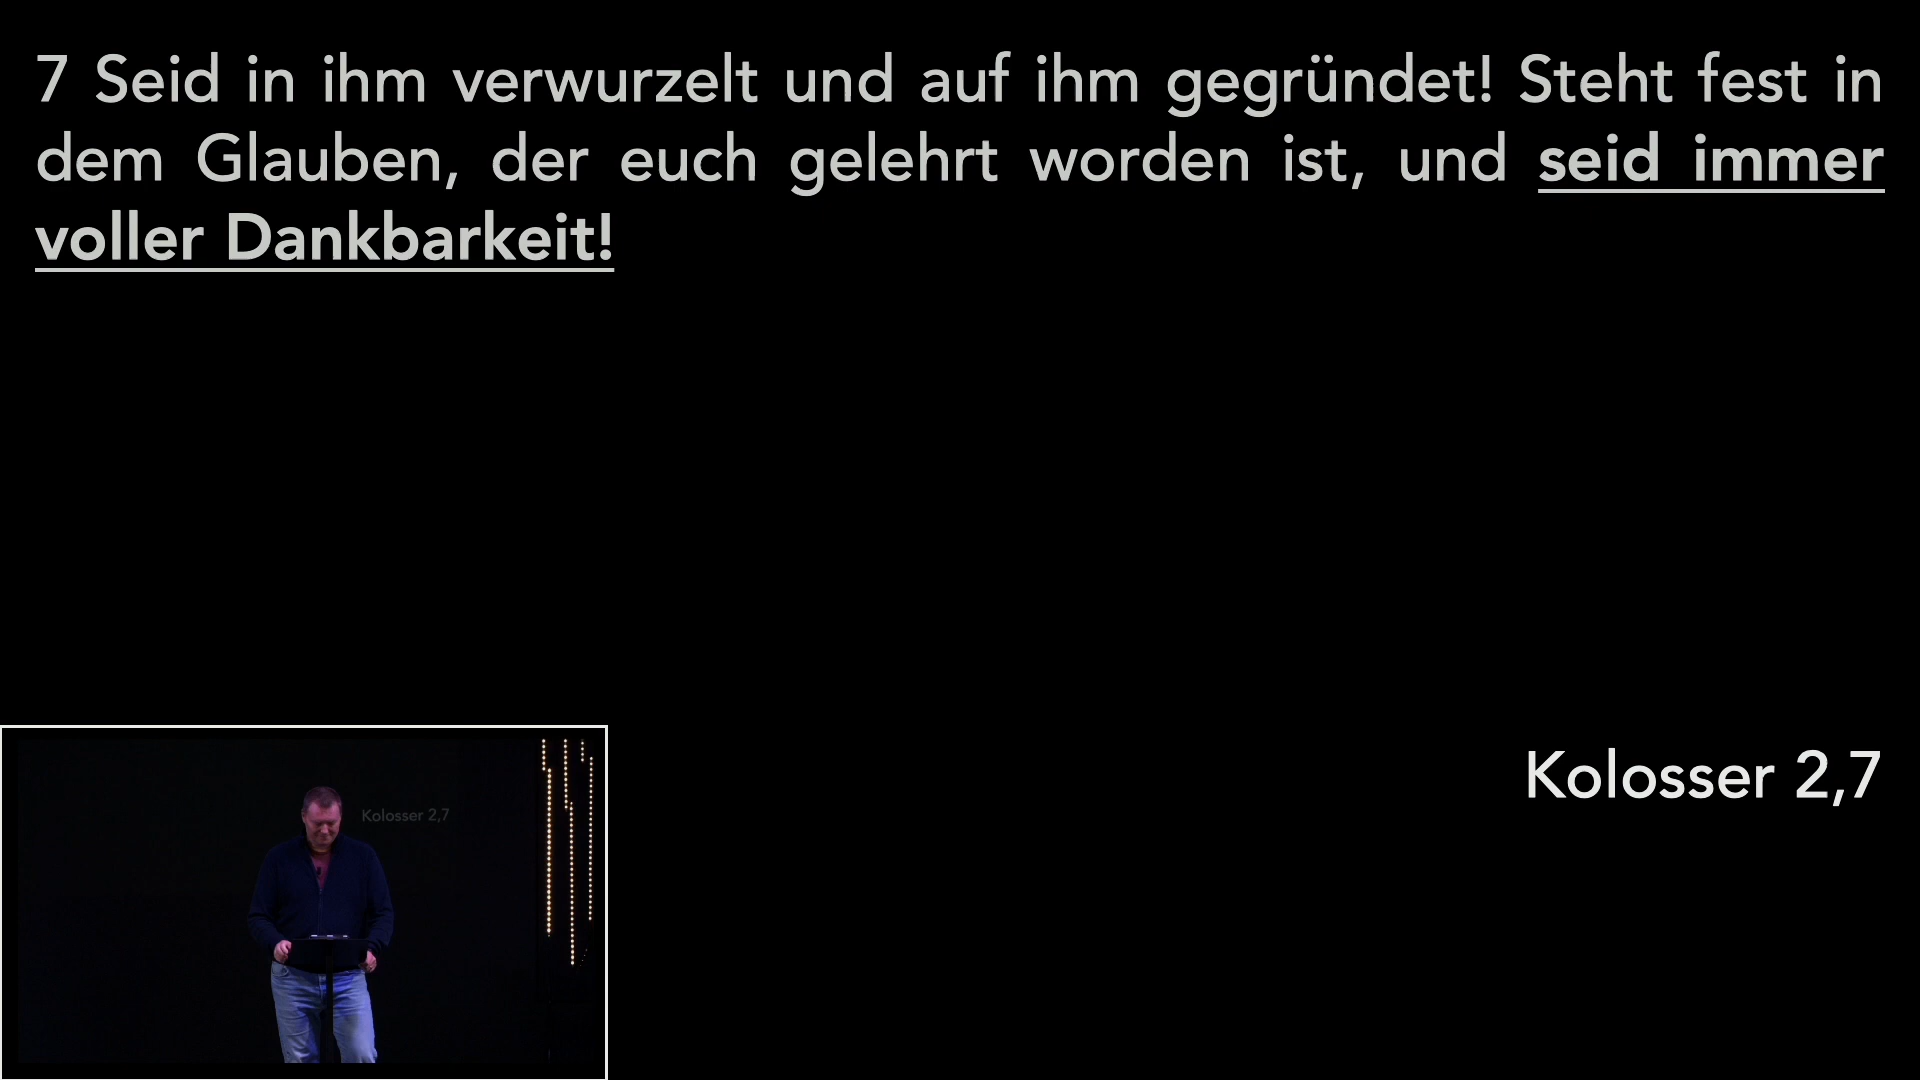 7 Seid in ihm verwurzelt und auf ihm gegründet! Steht fest in
dem Glauben, der euch gelehrt worden ist, und seid immer
voller Dankbarkeit!
Kolosser 2,7
Kolosser 2,7